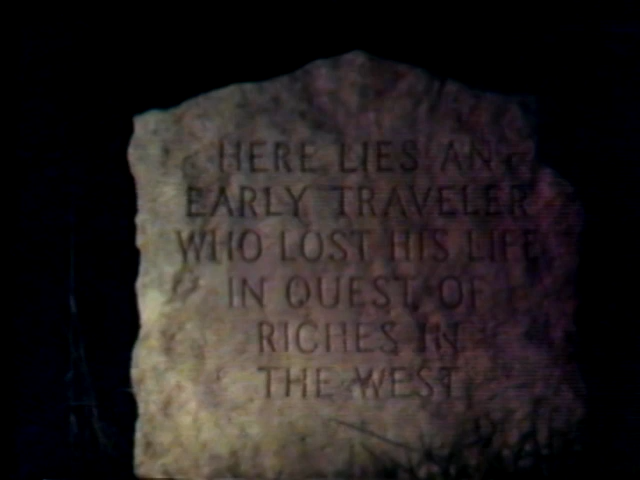 HERE LIES AN
EARLY TRAVELER
WHO LOST HIS LIFE
IN QUEST OF
RICHES IN
THE WEST